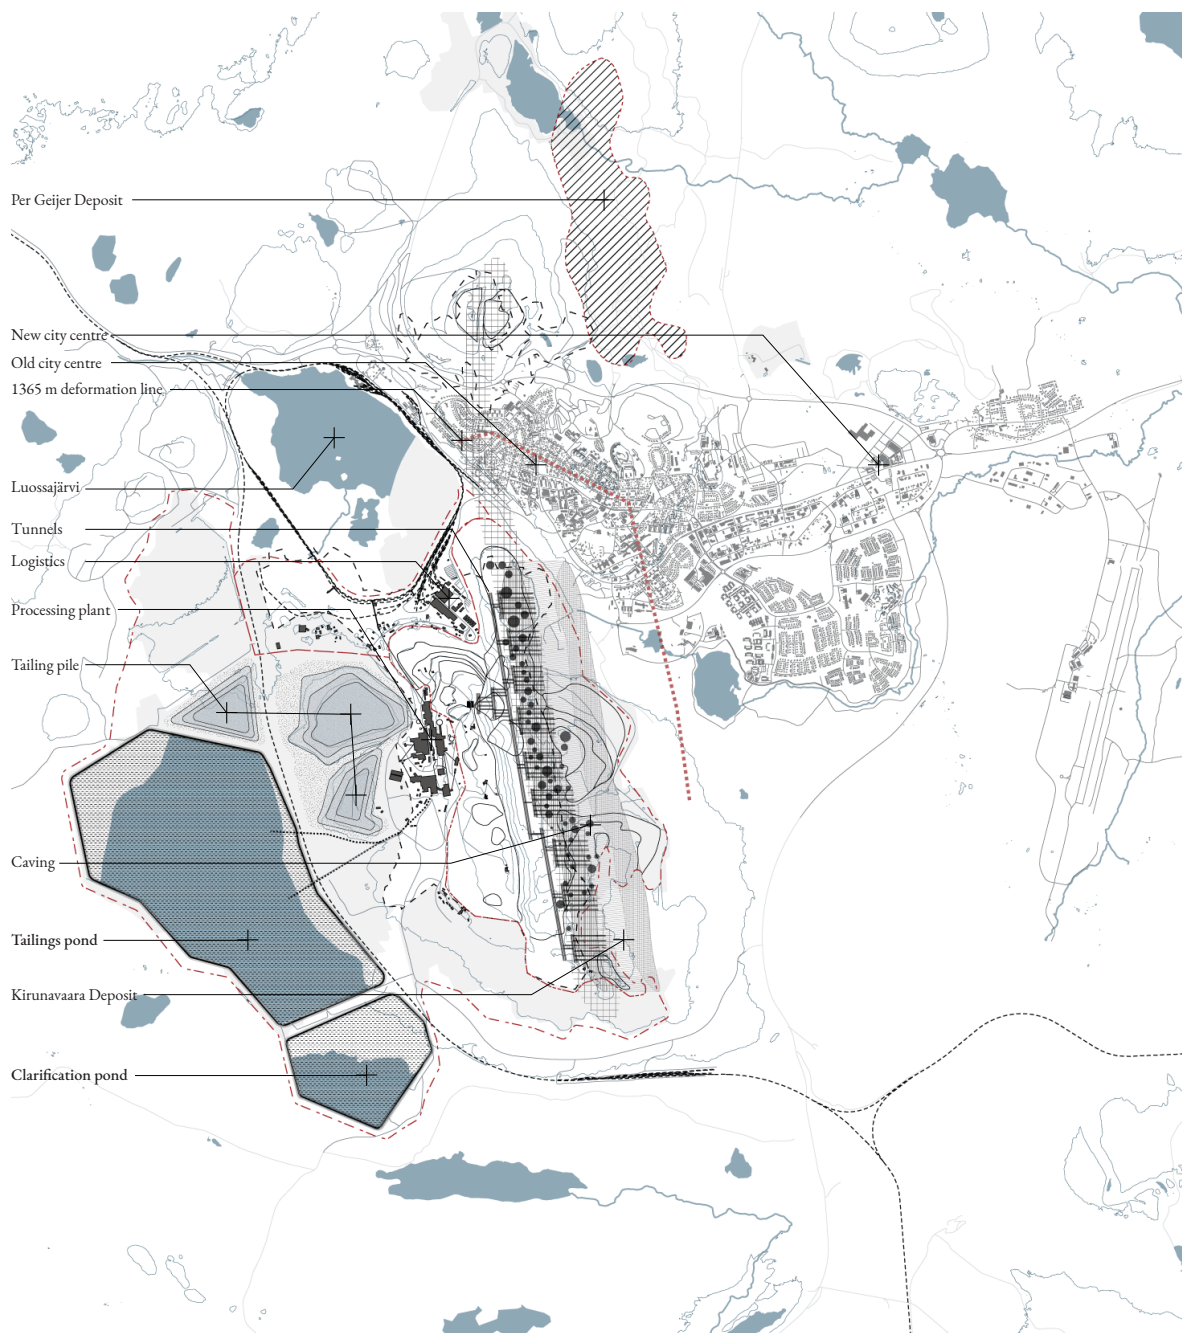 Per Geijer Deposit
New city centre
Old city centre
1365 m deformation line
Luossajärvi
Tunnels
Logistics
Processing plant
Tailing pile
Caving
Tailings pond
Kirunavaara Deposit
Clarification pond